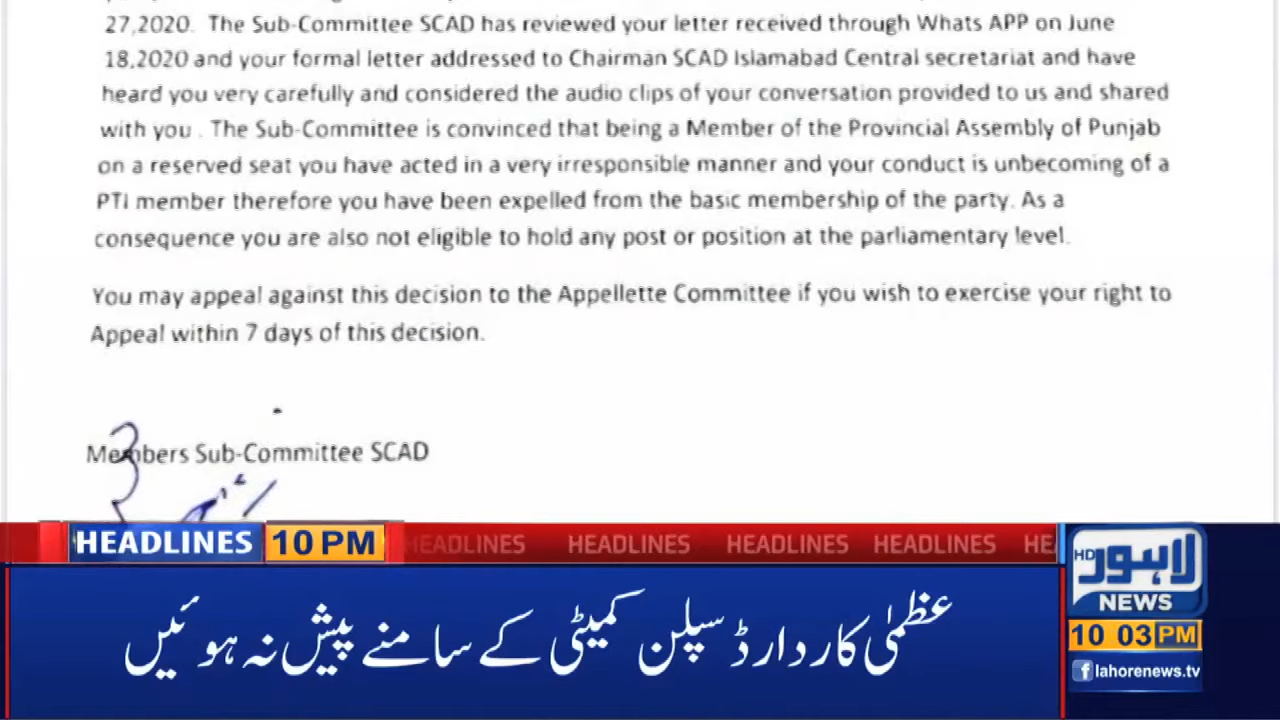 27,2020. The Sub-Committee SCAD has reviewed your letter received through Whats APP on June
18,2020 and your formal letter addressed to Chairman SCAD Islamabad Central secretariat and have
heard you very carefully and considered the audio clips of your conversation provided to us and shared
with you . The Sub-Committee is convinced that being a Member of the Provincial Assembly of Punjab
on a reserved seat you have acted in a very irresponsible manner and your conduct is unbecoming of a
PTI member therefore you have been expelled from the basic membership of the party. As a
consequence you are also not eligible to hold any post or position at the parliamentary level.
You may appeal against this decision to the Appellette Committee if you wish to exercise your right to
Appeal within 7 days of this decision.
Members Sub-Committee SCAD
HEADLINES 10 PM HEADLINES HEADLINES HEADLINES HEADLINES HE
عظمٰی کاردار ڈسپلن کمیٹی کے سامنے پیش نہ ہوئیں
HD لاہور
NEWS
10 03 PM
f lahorenews.tv